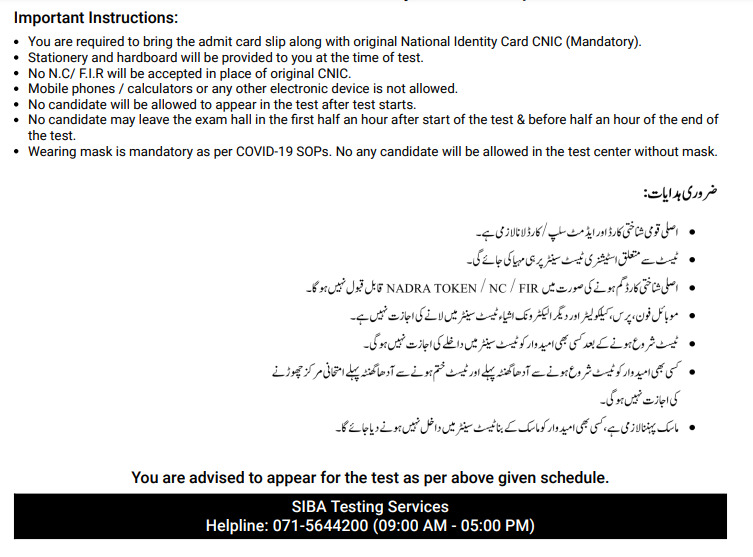 Important Instructions:
• You are required to bring the admit card slip along with original National Identity Card CNIC (Mandatory).
• Stationery and hardboard will be provided to you at the time of test.
• No N.C/ F.I.R will be accepted in place of original CNIC.
• Mobile phones / calculators or any other electronic device is not allowed.
• No candidate will be allowed to appear in the test after test starts.
• No candidate may leave the exam hall in the first half an hour after start of the test & before half an hour of the end of
the test.
• Wearing mask is mandatory as per COVID-19 SOPs. No any candidate will be allowed in the test center without mask.
ضروری ہدایات:
• اصلی قومی شناختی کارڈ اور ایڈمٹ سلپ / کارڈ لانا لازمی ہے۔
• ٹیسٹ سے متعلق اسٹیشنری ٹیسٹ سینٹر پر ہی مہیا کی جائے گی۔
• اصلی شناختی کارڈ گم ہونے کی صورت میں NADRA TOKEN / NC / FIR قابل قبول نہیں ہو گا۔
• موبائل فون، پرس، کیلکولیٹر اور دیگر الیکٹرونک اشیاء ٹیسٹ سینٹر میں لانے کی اجازت نہیں ہے۔
• ٹیسٹ شروع ہونے کے بعد کسی بھی امیدوار کو ٹیسٹ سینٹر میں داخلے کی اجازت نہیں ہوگی۔
• کسی بھی امیدوار کو ٹیسٹ شروع ہونے سے آدھا گھنٹہ پہلے اور ٹیسٹ ختم ہونے سے آدھا گھنٹہ پہلے امتحانی مرکز چھوڑنے
کی اجازت نہیں ہوگی۔
• ماسک پہننا لازمی ہے، کسی بھی امیدوار کو ماسک کے بنا ٹیسٹ سینٹر میں داخل نہیں ہونے دیا جائے گا۔
You are advised to appear for the test as per above given schedule.
SIBA Testing Services
Helpline: 071-5644200 (09:00 AM - 05:00 PM)